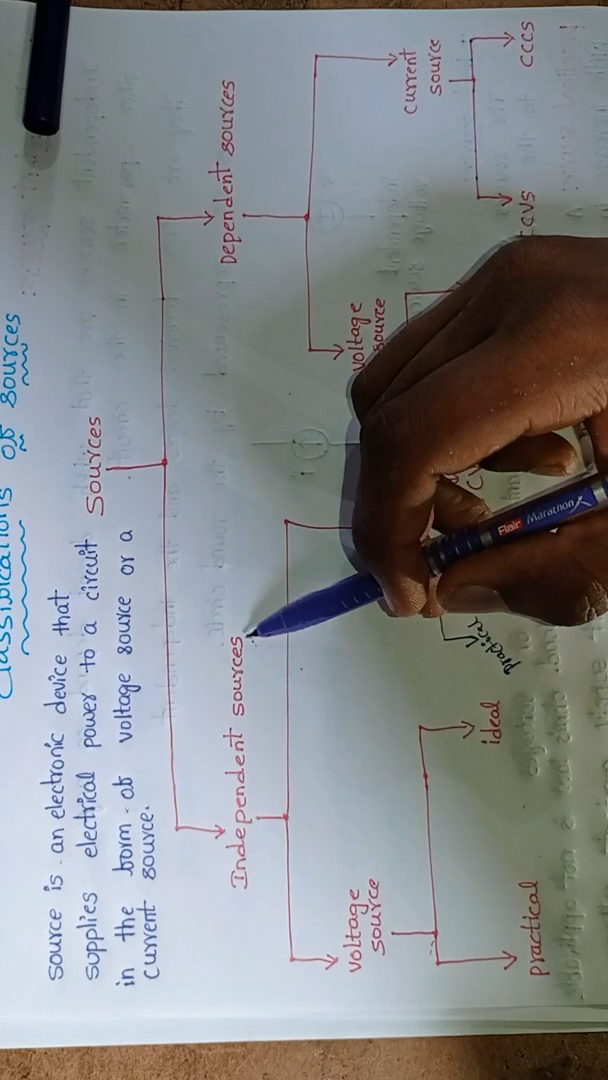 Classifications of sources
source is an electronic device that
supplies electrical power to a circuit
in the form of voltage source or a
current source.
Sources
Independent sources
Dependent sources
voltage
source
voltage
source
current
source
practical
ideal
practical
CCVS
CCCS
Flair Marathon X